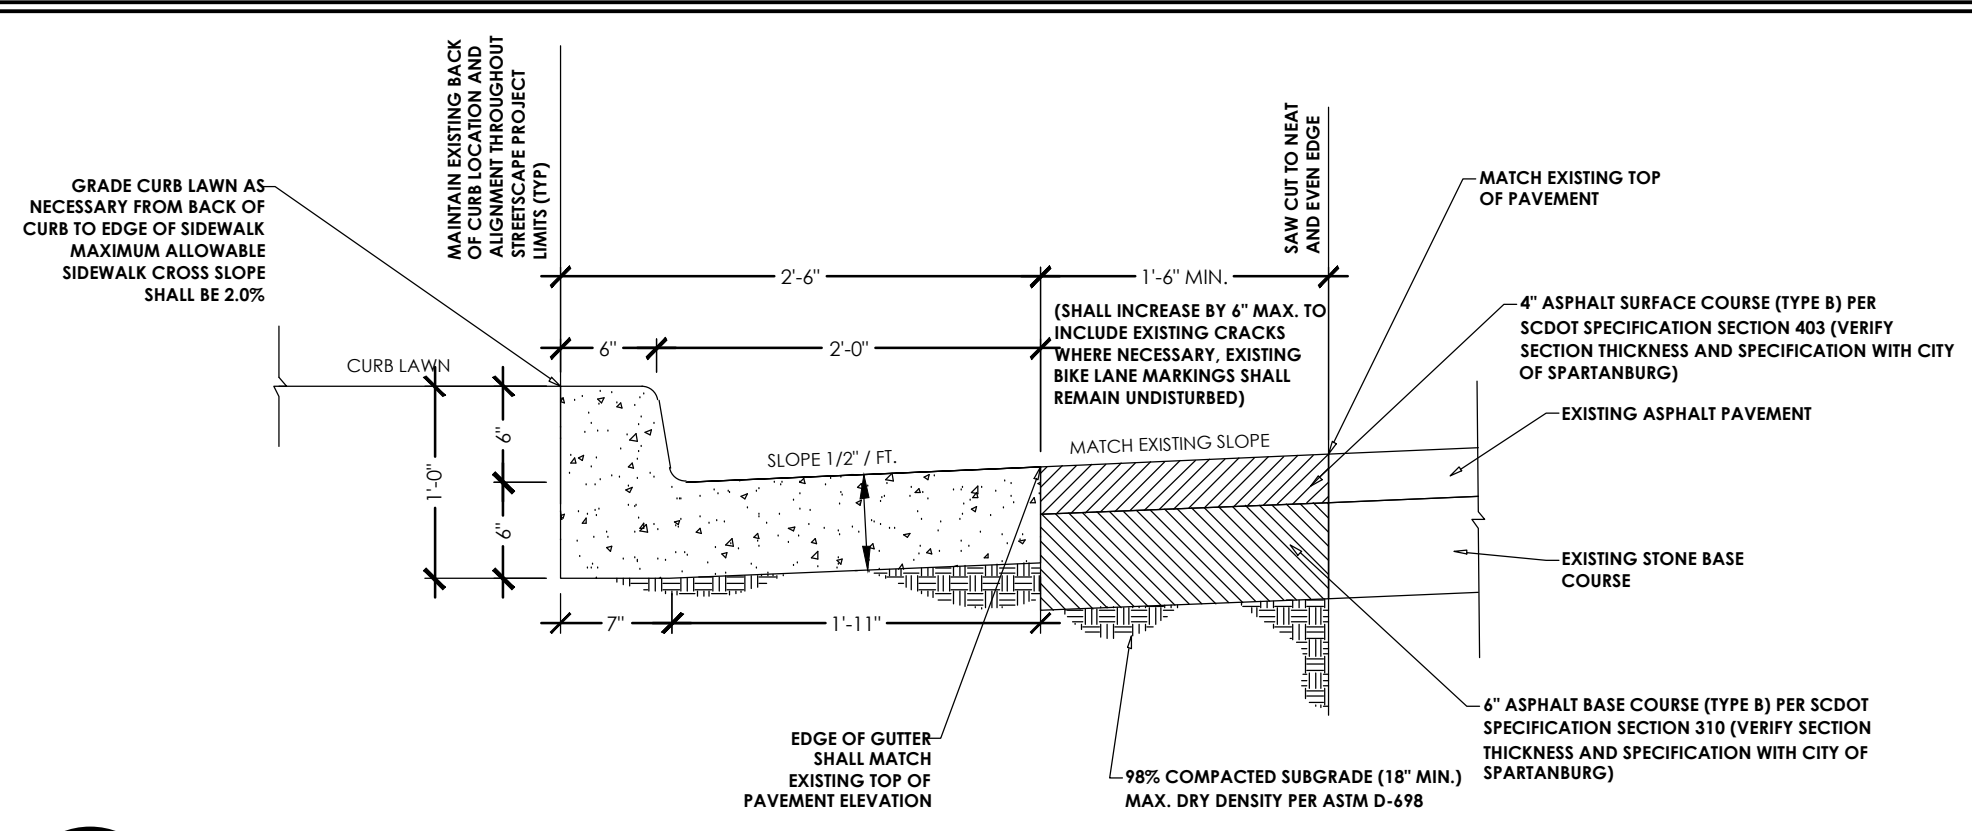 MAINTAIN EXISTING BACK
OF CURB LOCATION AND
ALIGNMENT THROUGHOUT
STREETSCAPE PROJECT
LIMITS (TYP)
SAW CUT TO NEAT
AND EVEN EDGE
GRADE CURB LAWN AS
NECESSARY FROM BACK OF
CURB TO EDGE OF SIDEWALK
MAXIMUM ALLOWABLE
SIDEWALK CROSS SLOPE
SHALL BE 2.0%
MATCH EXISTING TOP
OF PAVEMENT
2'-6"
1'-6" MIN.
(SHALL INCREASE BY 6" MAX. TO
INCLUDE EXISTING CRACKS
WHERE NECESSARY, EXISTING
BIKE LANE MARKINGS SHALL
REMAIN UNDISTURBED)
4" ASPHALT SURFACE COURSE (TYPE B) PER
SCDOT SPECIFICATION SECTION 403 (VERIFY
SECTION THICKNESS AND SPECIFICATION WITH CITY
OF SPARTANBURG)
6"
2'-0"
CURB LAWN
EXISTING ASPHALT PAVEMENT
6"
1'-0"
6"
SLOPE 1/2" / FT.
MATCH EXISTING SLOPE
EXISTING STONE BASE
COURSE
7"
1'-11"
6" ASPHALT BASE COURSE (TYPE B) PER SCDOT
SPECIFICATION SECTION 310 (VERIFY SECTION
THICKNESS AND SPECIFICATION WITH CITY OF
SPARTANBURG)
EDGE OF GUTTER
SHALL MATCH
EXISTING TOP OF
PAVEMENT ELEVATION
98% COMPACTED SUBGRADE (18" MIN.)
MAX. DRY DENSITY PER ASTM D-698